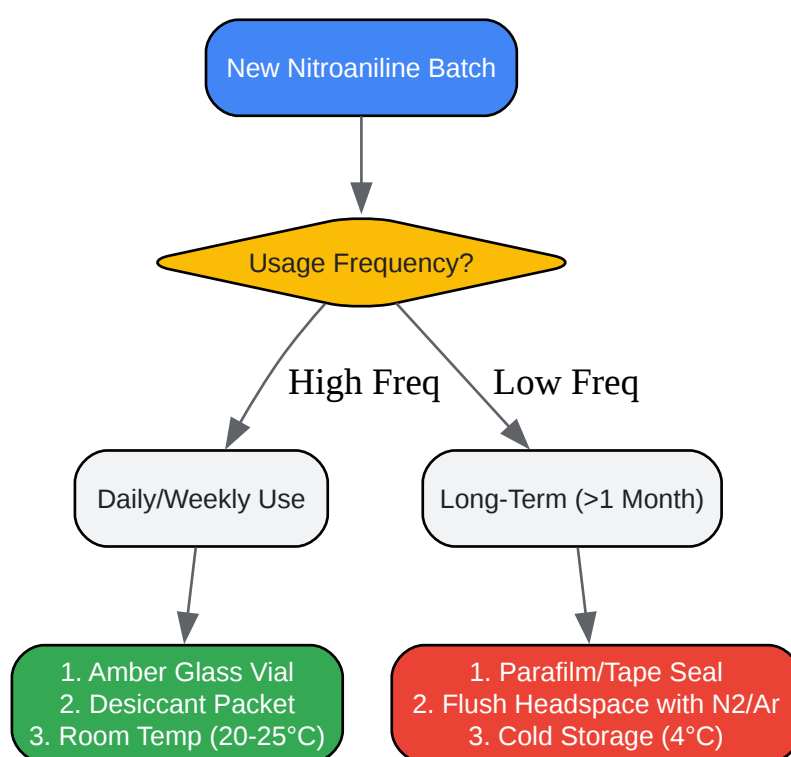 New Nitroaniline Batch
Usage Frequency?
High Freq
Low Freq
Daily/Weekly Use
Long-Term (>1 Month)
1. Amber Glass Vial
2. Desiccant Packet
3. Room Temp (20-25°C)
1. Parafilm/Tape Seal
2. Flush Headspace with N2/Ar
3. Cold Storage (4°C)